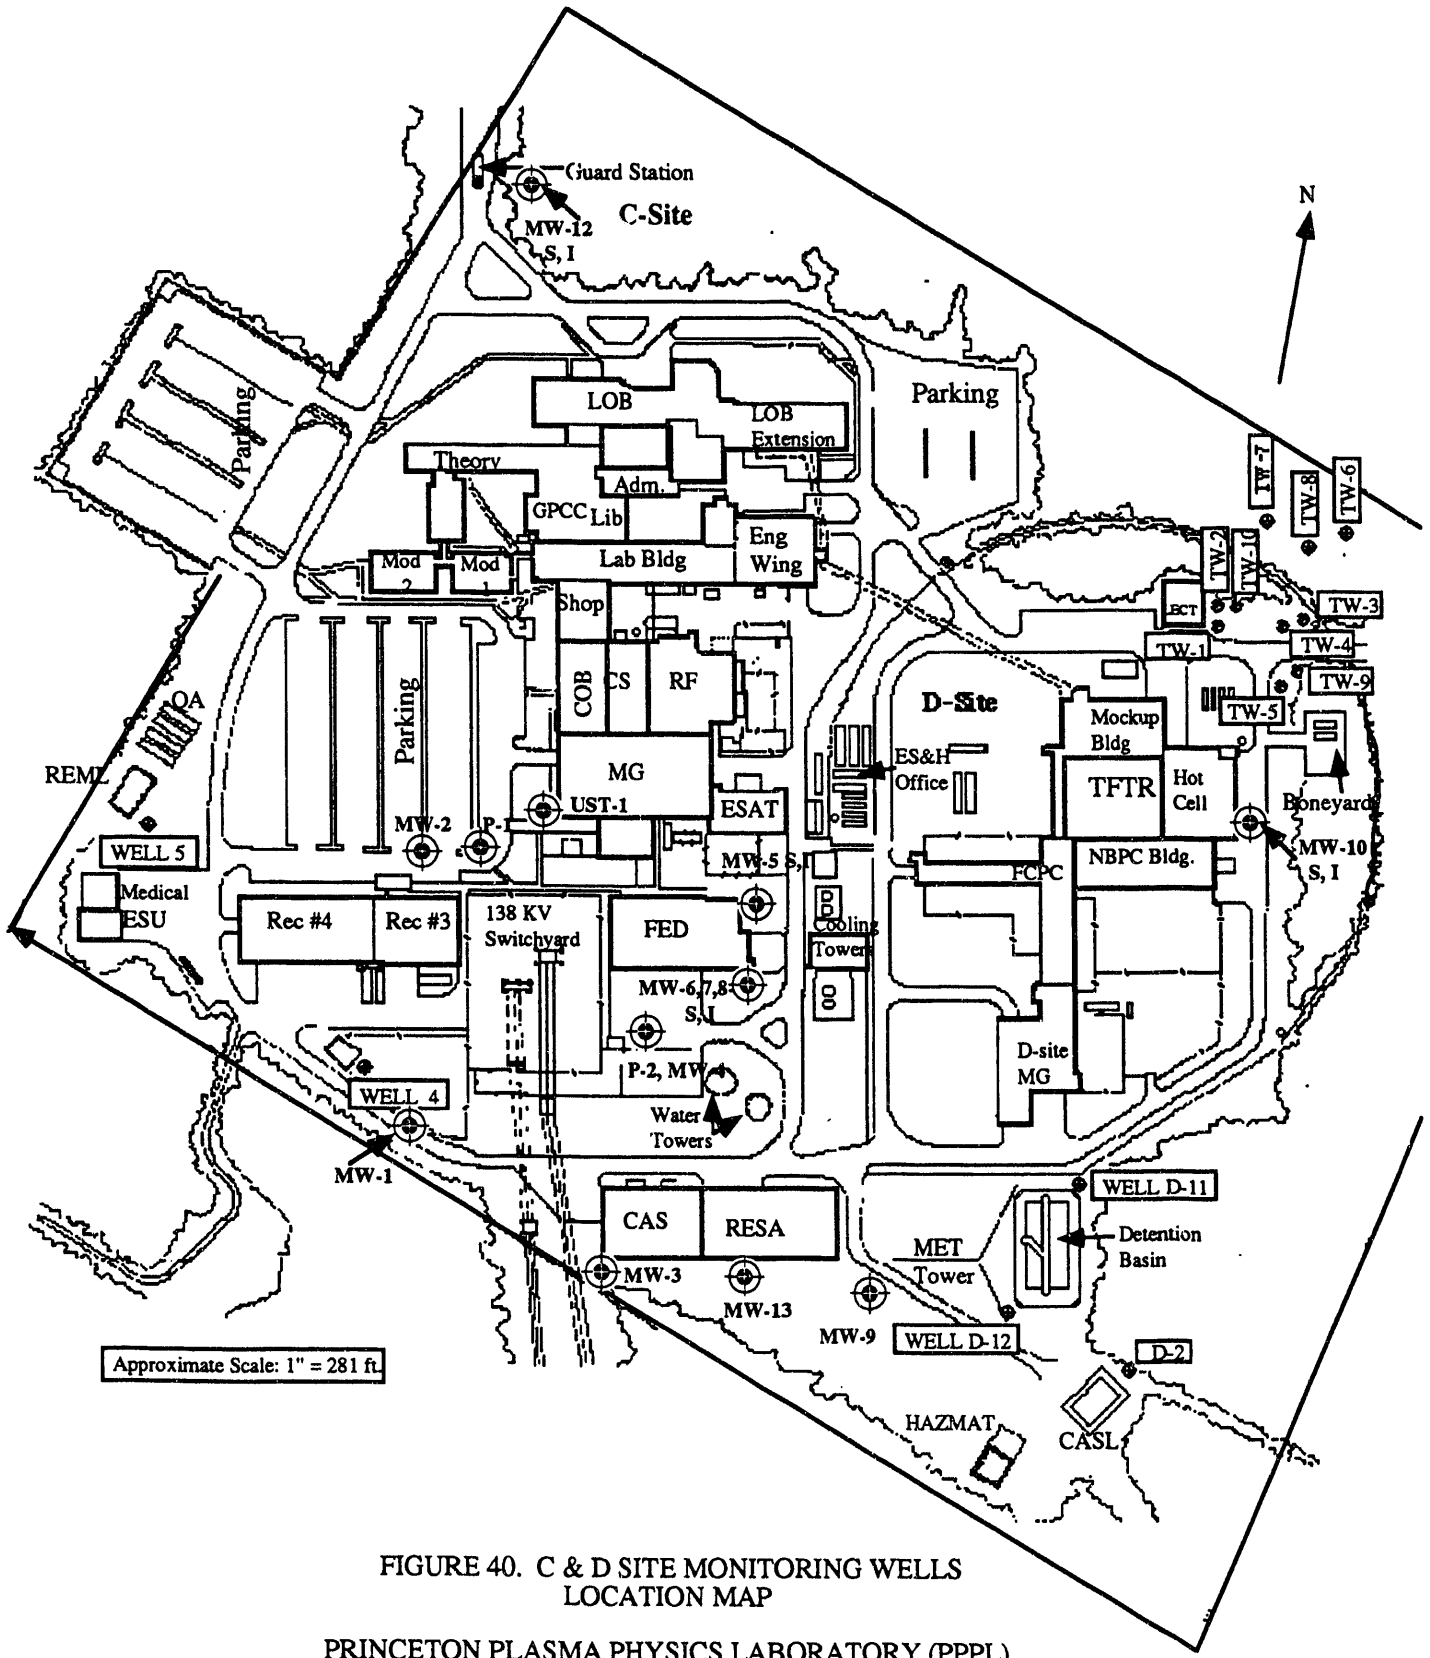 Guard Station
C-Site
MW-12
S, I
N
Parking
Parking
LOB
LOB
Extension
Theory
Adm.
GPCC
Lib
Eng
Wing
Lab Bldg
Mod
2
Mod
1
Shop
TW-7
TW-8
TW-6
TW-2
TW-10
TW-3
ECT
TW-1
TW-4
TW-9
TW-5
COB
CS
RF
D-Site
Mockup
Bldg
QA
Parking
REML
MG
ES&H
Office
TFTR
Hot
Cell
Boneyard
UST-1
ESAT
MW-2
P-1
WELL 5
MW-5 S,I
FCPC
NBPC Bldg.
MW-10
S, I
Medical
ESU
Rec #4
Rec #3
138 KV
Switchyard
FED
Cooling
Towers
MW-6,7,8
S, I
P-2, MW-4
D-site
MG
WELL 4
Water
Towers
MW-1
WELL D-11
CAS
RESA
MET
Tower
Detention
Basin
MW-3
MW-13
MW-9
WELL D-12
D-2
Approximate Scale: 1" = 281 ft.
HAZMAT
CASL
FIGURE 40. C & D SITE MONITORING WELLS
LOCATION MAP
PRINCETON PLASMA PHYSICS LABORATORY (PPPL)